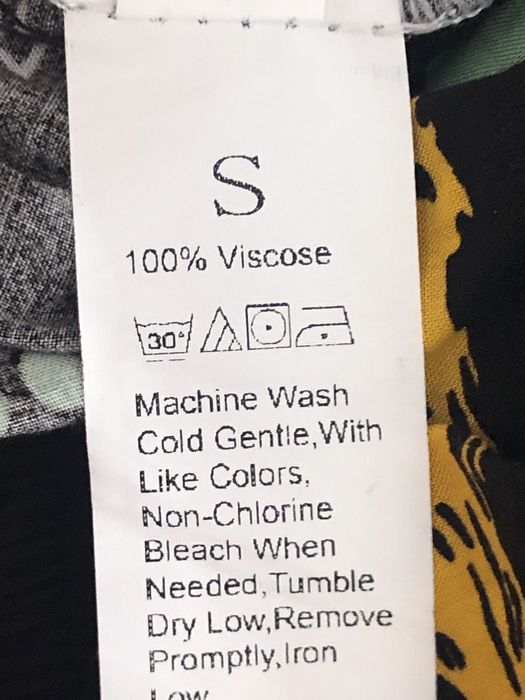 S
100% Viscose
30°
Machine Wash
Cold Gentle,With
Like Colors,
Non-Chlorine
Bleach When
Needed,Tumble
Dry Low,Remove
Promptly,Iron
Low